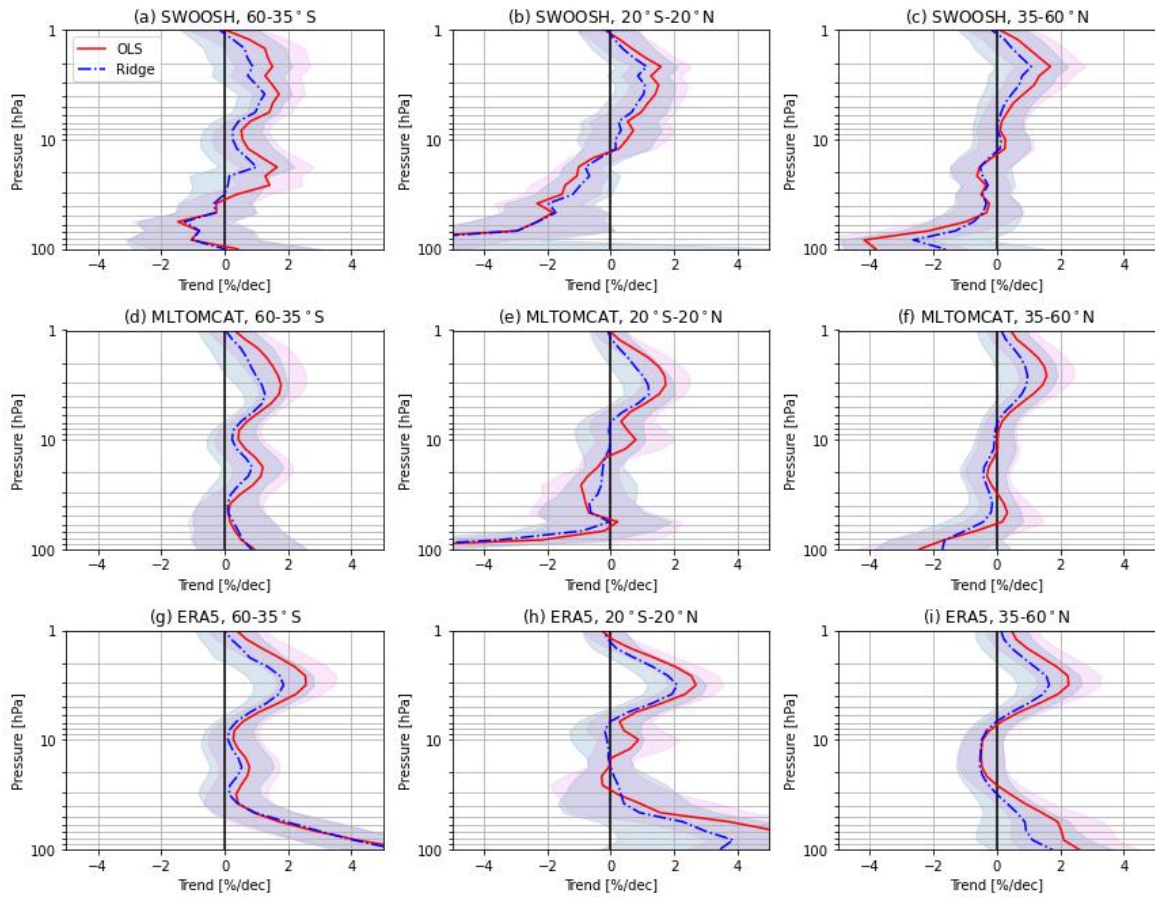 (a) SWOOSH, 60-35°S
(b) SWOOSH, 20°S-20°N
(c) SWOOSH, 35-60°N
OLS
Ridge
Pressure [hPa]
Pressure [hPa]
Pressure [hPa]
1
10
100
1
10
100
1
10
100
−4 −2 0 2 4
−4 −2 0 2 4
−4 −2 0 2 4
Trend [%/dec]
Trend [%/dec]
Trend [%/dec]
(d) MLTOMCAT, 60-35°S
(e) MLTOMCAT, 20°S-20°N
(f) MLTOMCAT, 35-60°N
Pressure [hPa]
Pressure [hPa]
Pressure [hPa]
1
10
100
1
10
100
1
10
100
−4 −2 0 2 4
−4 −2 0 2 4
−4 −2 0 2 4
Trend [%/dec]
Trend [%/dec]
Trend [%/dec]
(g) ERA5, 60-35°S
(h) ERA5, 20°S-20°N
(i) ERA5, 35-60°N
Pressure [hPa]
Pressure [hPa]
Pressure [hPa]
1
10
100
1
10
100
1
10
100
−4 −2 0 2 4
−4 −2 0 2 4
−4 −2 0 2 4
Trend [%/dec]
Trend [%/dec]
Trend [%/dec]